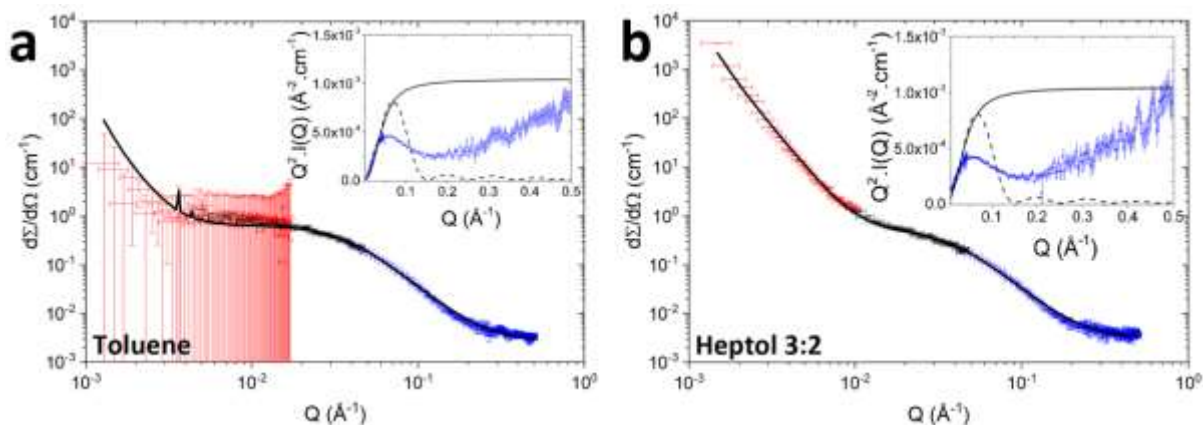 a
10⁴
10³
10²
10¹
10⁰
10⁻¹
10⁻²
10⁻³
dΣ/dΩ (cm⁻¹)
Toluene
10⁻³ 10⁻² 10⁻¹ 10⁰
Q (Å⁻¹)
Q².I(Q) (Å⁻².cm⁻¹)
1.5x10⁻³
1.0x10⁻³
5.0x10⁻⁴
0.0
0.1 0.2 0.3 0.4 0.5
Q (Å⁻¹)
b
10⁴
10³
10²
10¹
10⁰
10⁻¹
10⁻²
10⁻³
dΣ/dΩ (cm⁻¹)
Heptol 3:2
10⁻³ 10⁻² 10⁻¹ 10⁰
Q (Å⁻¹)
Q².I(Q) (Å⁻².cm⁻¹)
1.5x10⁻³
1.0x10⁻³
5.0x10⁻⁴
0.0
0.1 0.2 0.3 0.4 0.5
Q (Å⁻¹)